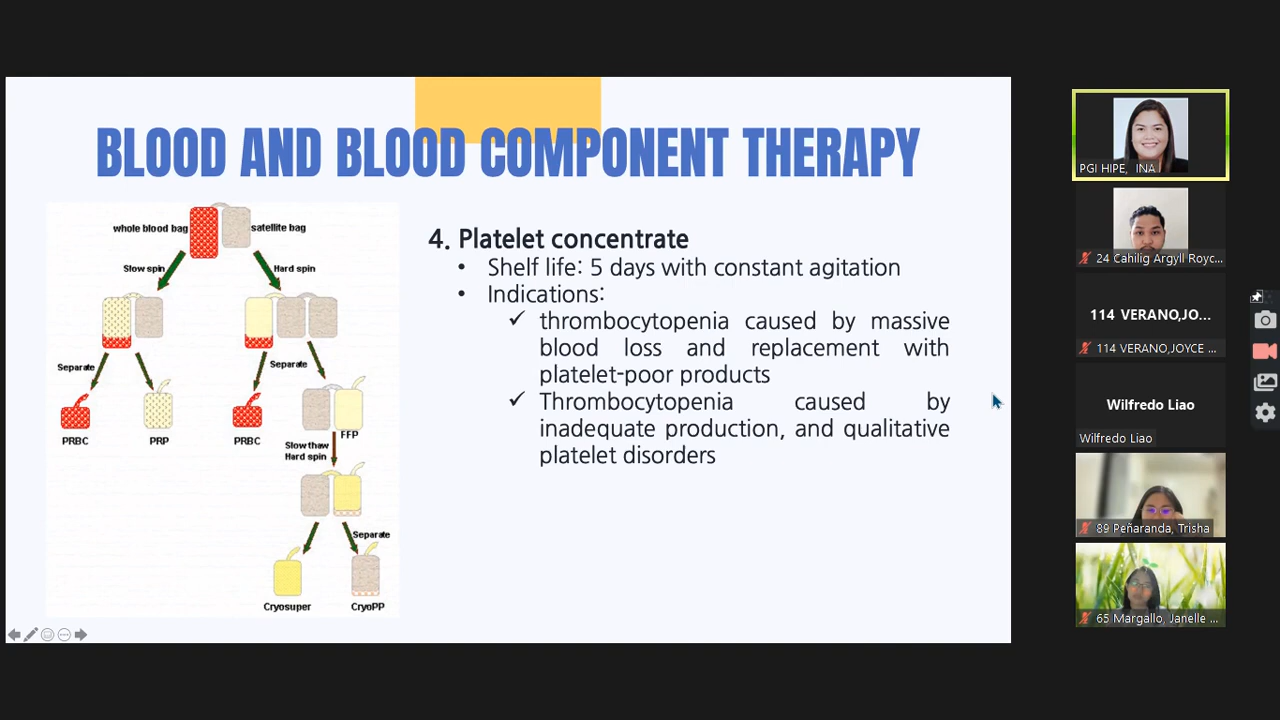 BLOOD AND BLOOD COMPONENT THERAPY
whole blood bag
satellite bag
Slow spin
Hard spin
Separate
Separate
PRBC
PRP
PRBC
FFP
Slow thaw
Hard spin
Separate
Cryosuper
CryoPP
4. Platelet concentrate
• Shelf life: 5 days with constant agitation
• Indications:
✓ thrombocytopenia caused by massive
blood loss and replacement with
platelet-poor products
✓ Thrombocytopenia caused by
inadequate production, and qualitative
platelet disorders
PGI HIPE, INA
24 Cahilig Argyll Royc...
114 VERANO,JO...
114 VERANO,JOYCE ...
Wilfredo Liao
Wilfredo Liao
89 Peñaranda, Trisha
65 Margallo, Janelle ...